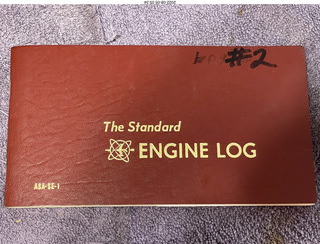 #2
The Standard
ENGINE LOG
ASA-SE-1